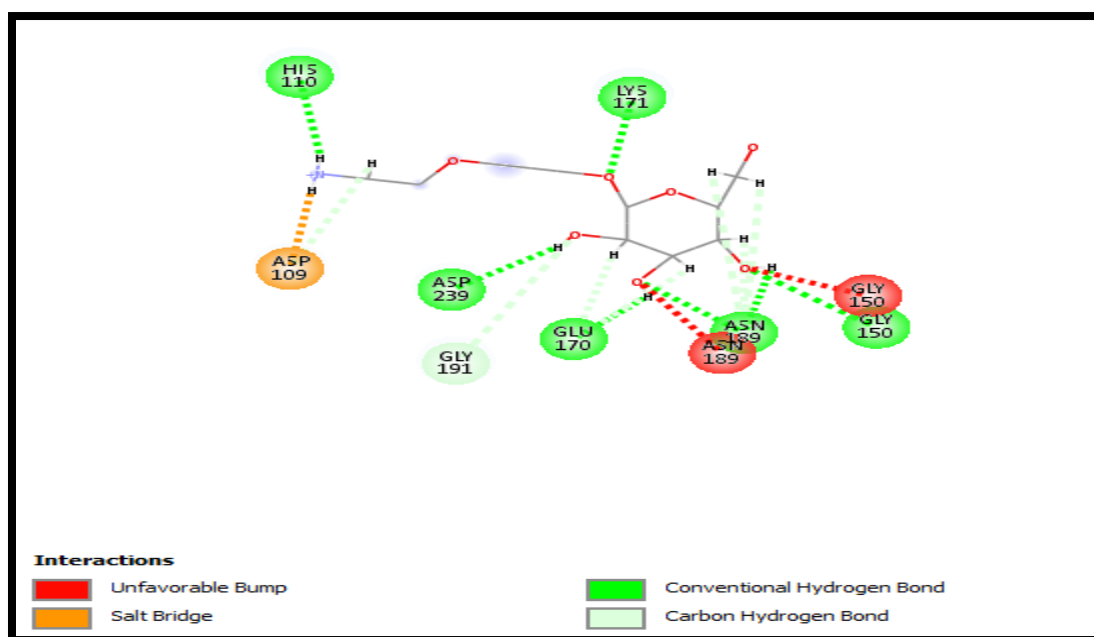 HIS
110
LYS
171
H
H
N
H
O
O
O
O
H
H
O
H
H
H
O
O
H
H
H
ASP
109
ASP
239
GLY
191
GLU
170
ASN
189
ASN
189
GLY
150
GLY
150
Interactions
Unfavorable Bump
Conventional Hydrogen Bond
Salt Bridge
Carbon Hydrogen Bond